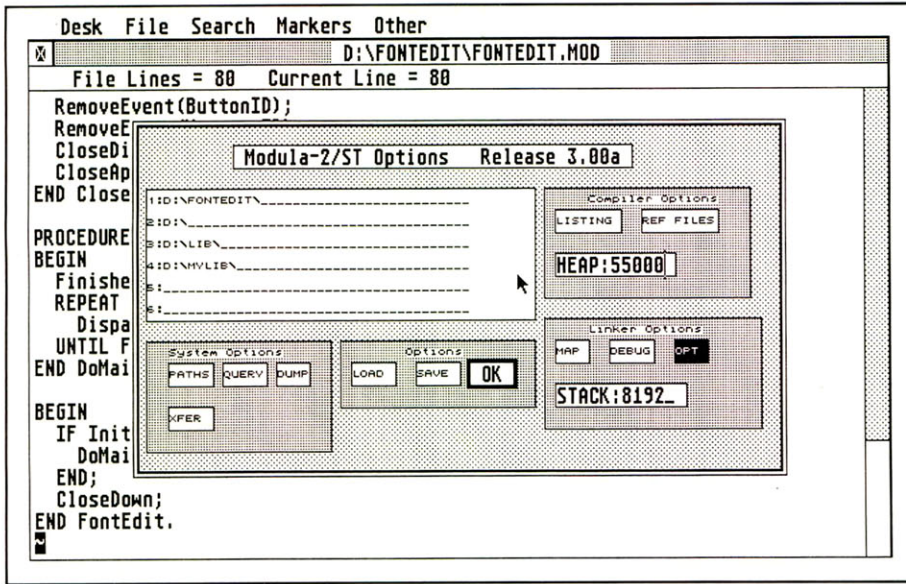 Desk File Search Markers Other
D:\FONTEDIT\FONTEDIT.MOD
File Lines = 80 Current Line = 80
RemoveEvent(ButtonID);
RemoveE
CloseDi
CloseAp
END Close
PROCEDURE
BEGIN
Finishe
REPEAT
Dispa
UNTIL F
END DoMai
BEGIN
IF Init
DoMai
END;
CloseDown;
END FontEdit.
~
Modula-2/ST Options Release 3.00a
1:D:\FONTEDIT\
2:D:\
3:D:\LIB\
4:D:\MYLIB\
5:
6:
Compiler Options
LISTING REF FILES
HEAP:55000
System Options
PATHS QUERY DUMP
XFER
Options
LOAD SAVE OK
Linker Options
MAP DEBUG OPT
STACK:8192_